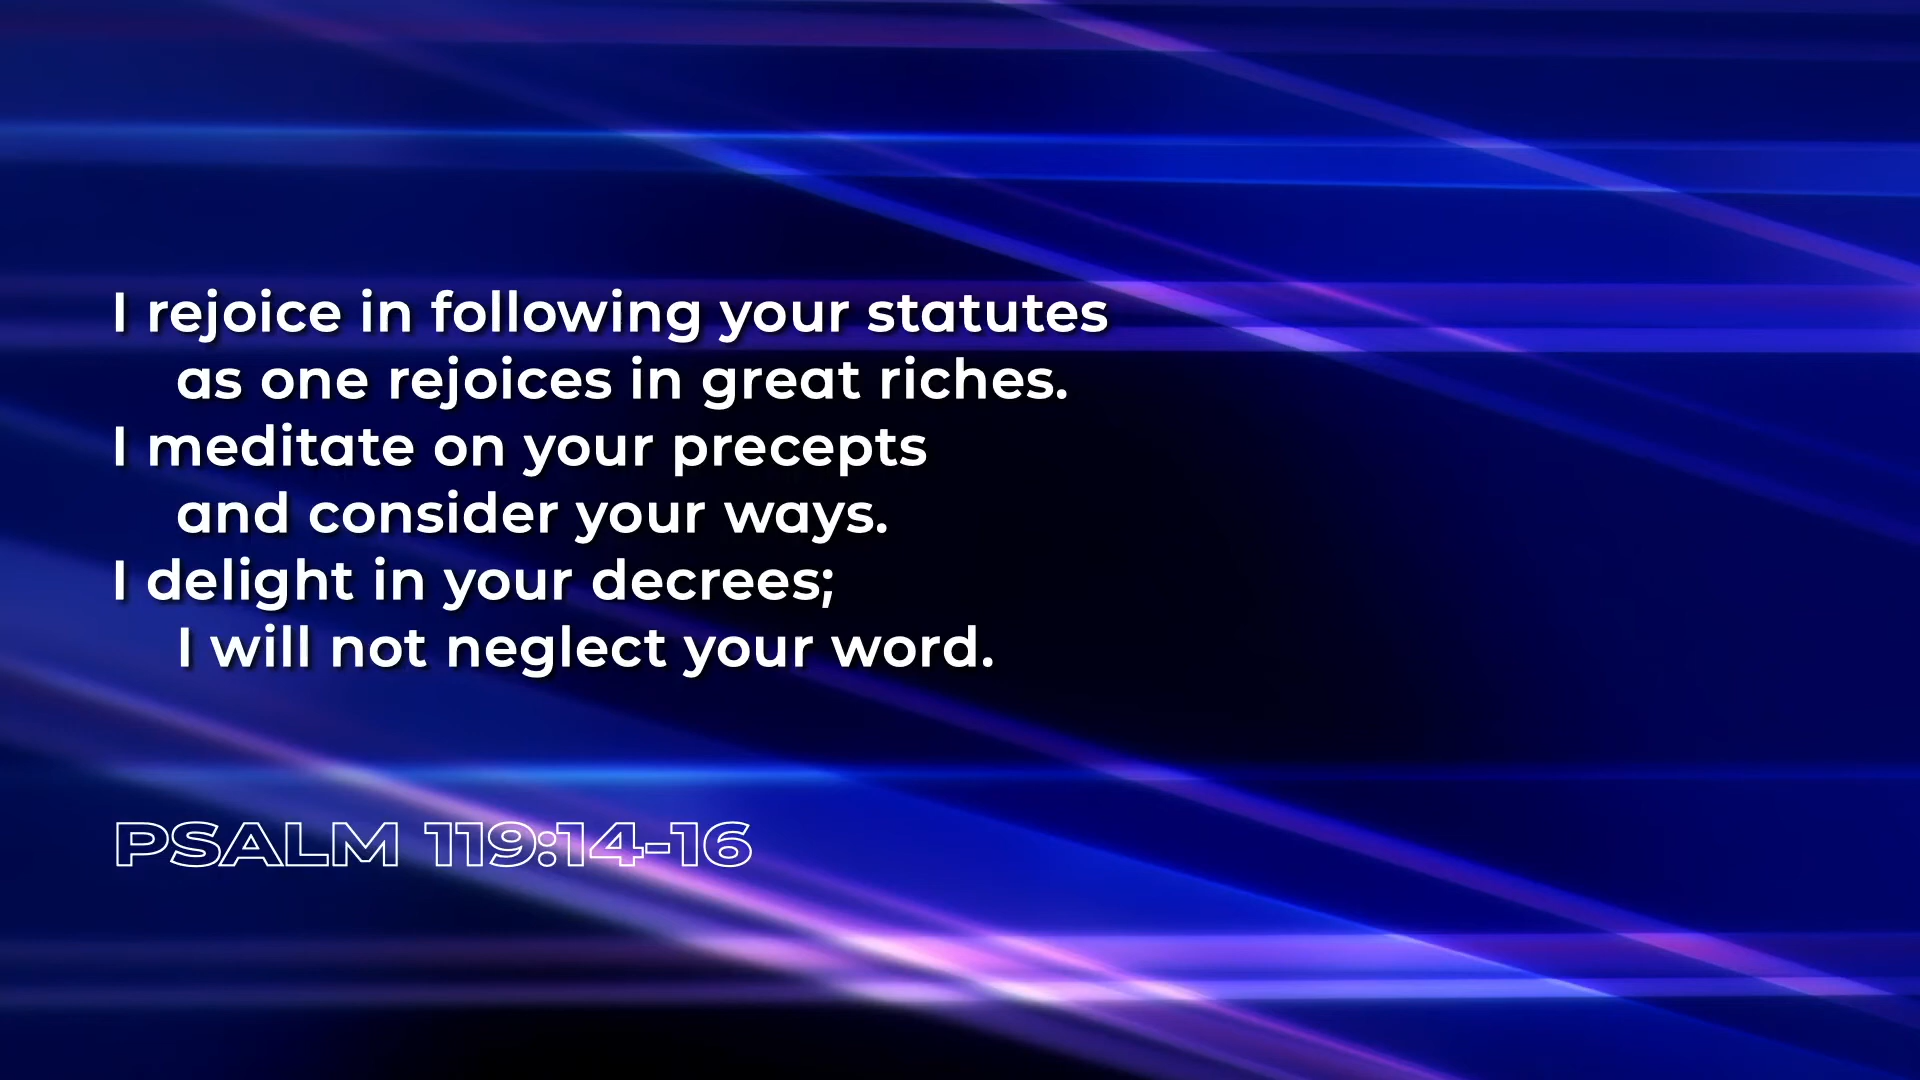 I rejoice in following your statutes
as one rejoices in great riches.
I meditate on your precepts
and consider your ways.
I delight in your decrees;
I will not neglect your word.
PSALM 119:14-16